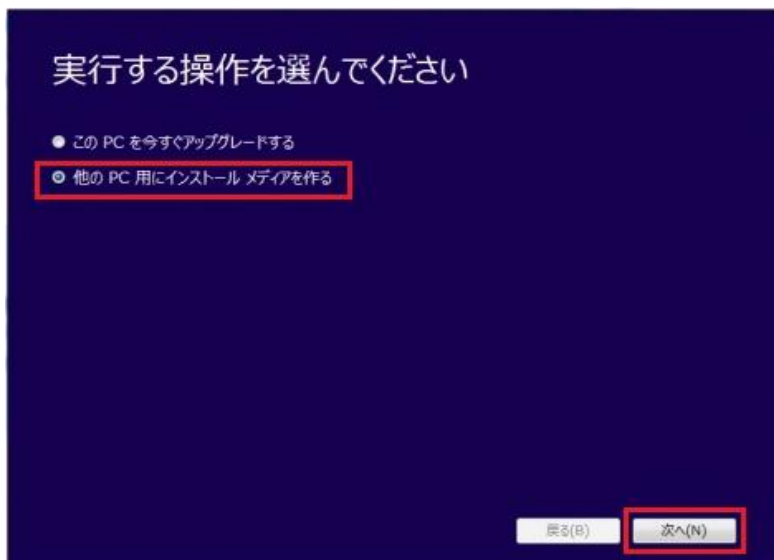 実行する操作を選んでください
この PC を今すぐアップグレードする
他の PC 用にインストール メディアを作る
戻る(B)
次へ(N)